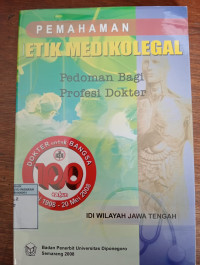 PEMAHAMAN
ETIK MEDIKOLEGAL
Pedoman Bagi
Profesi Dokter
DOKTER untuk BANGSA
100
1908 - 20 Mei 2008
IDI WILAYAH JAWA TENGAH
Badan Penerbit Universitas Diponegoro
Semarang 2008